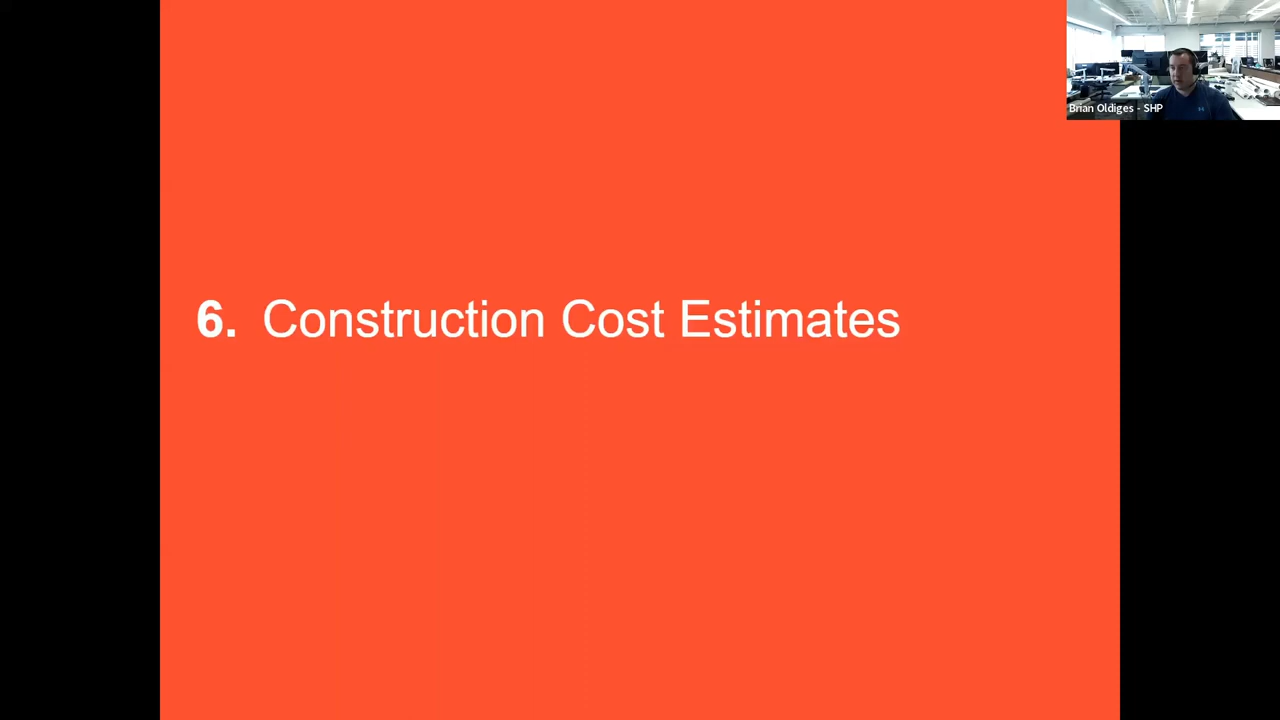 Brian Oldiges - SHP
6. Construction Cost Estimates